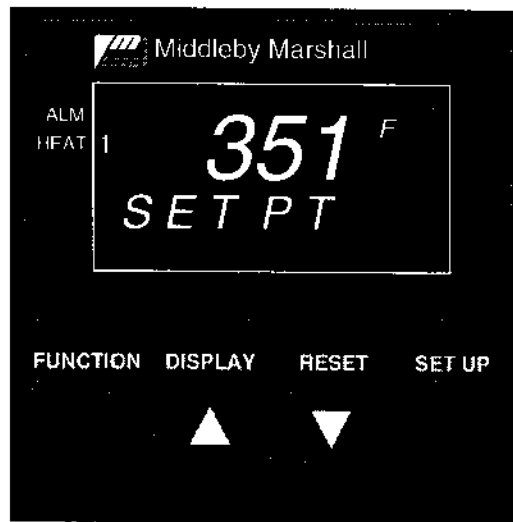 Middleby Marshall
ALM
351 F
HEAT 1
SET PT
FUNCTION DISPLAY RESET SET UP